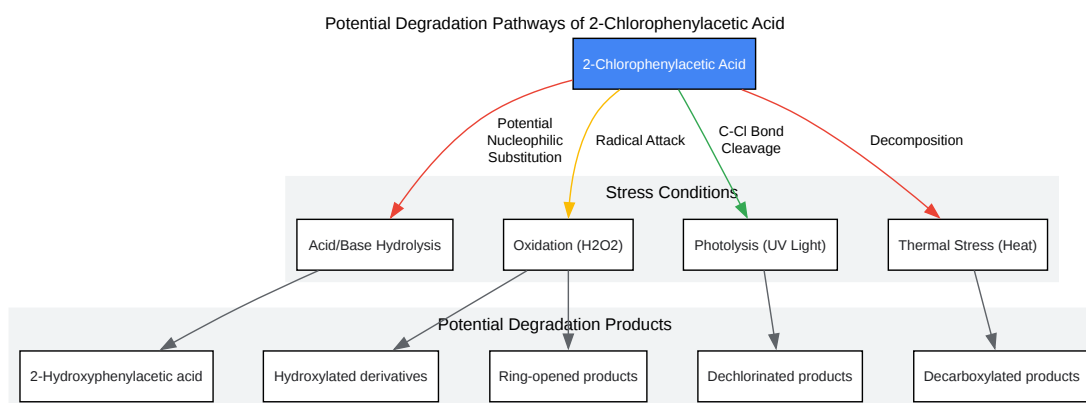 Potential Degradation Pathways of 2-Chlorophenylacetic Acid
2-Chlorophenylacetic Acid
Potential
Nucleophilic
Substitution
Radical Attack
C-Cl Bond
Cleavage
Decomposition
Stress Conditions
Acid/Base Hydrolysis
Oxidation (H2O2)
Photolysis (UV Light)
Thermal Stress (Heat)
Potential Degradation Products
2-Hydroxyphenylacetic acid
Hydroxylated derivatives
Ring-opened products
Dechlorinated products
Decarboxylated products